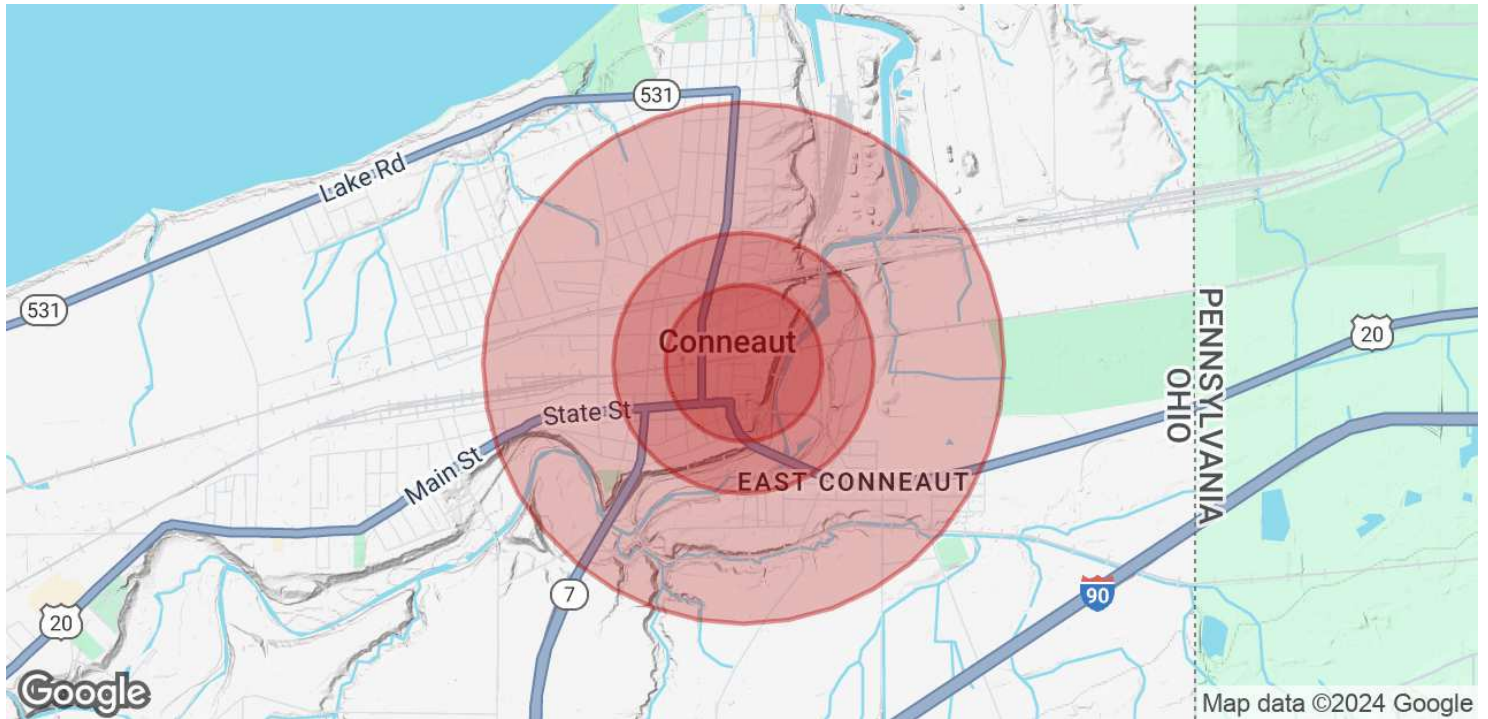 531
Lake Rd
531
PENNSYLVANIA
OHIO
20
Conneaut
State St
Main St
EAST CONNEAUT
7
90
20
Google
Map data ©2024 Google